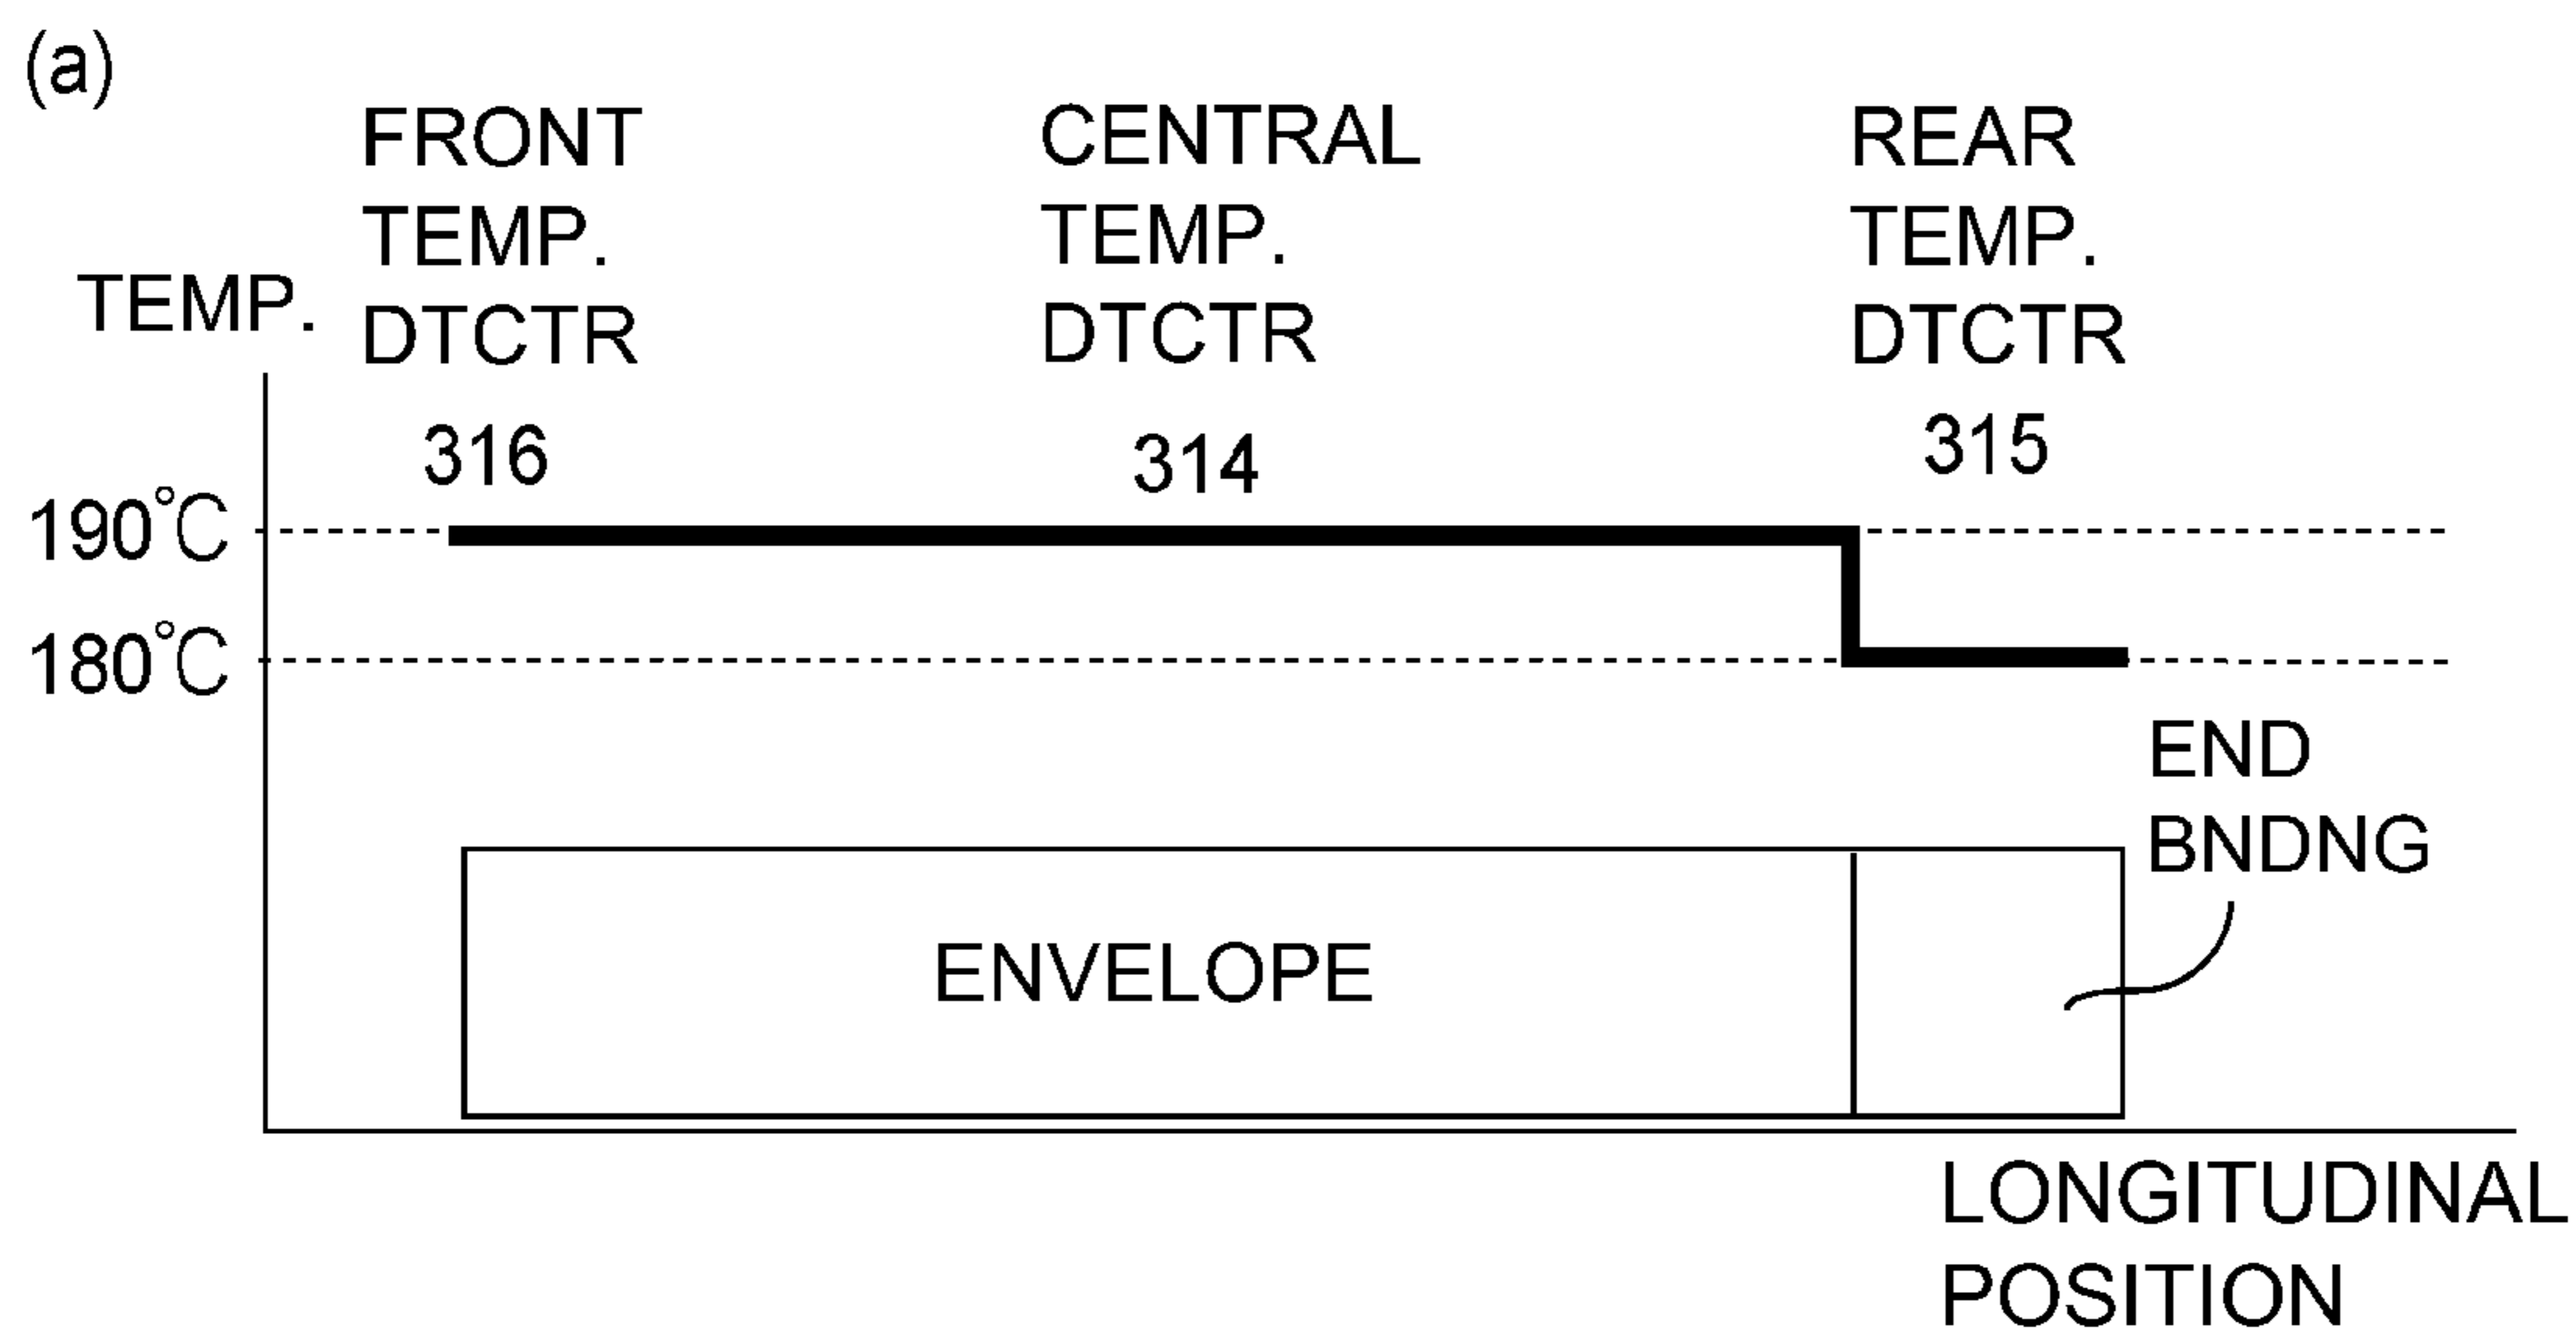 (a)
FRONT
TEMP.
DTCTR
316
CENTRAL
TEMP.
DTCTR
314
REAR
TEMP.
DTCTR
315
TEMP.
190°C
180°C
END
BNDNG
ENVELOPE
LONGITUDINAL
POSITION